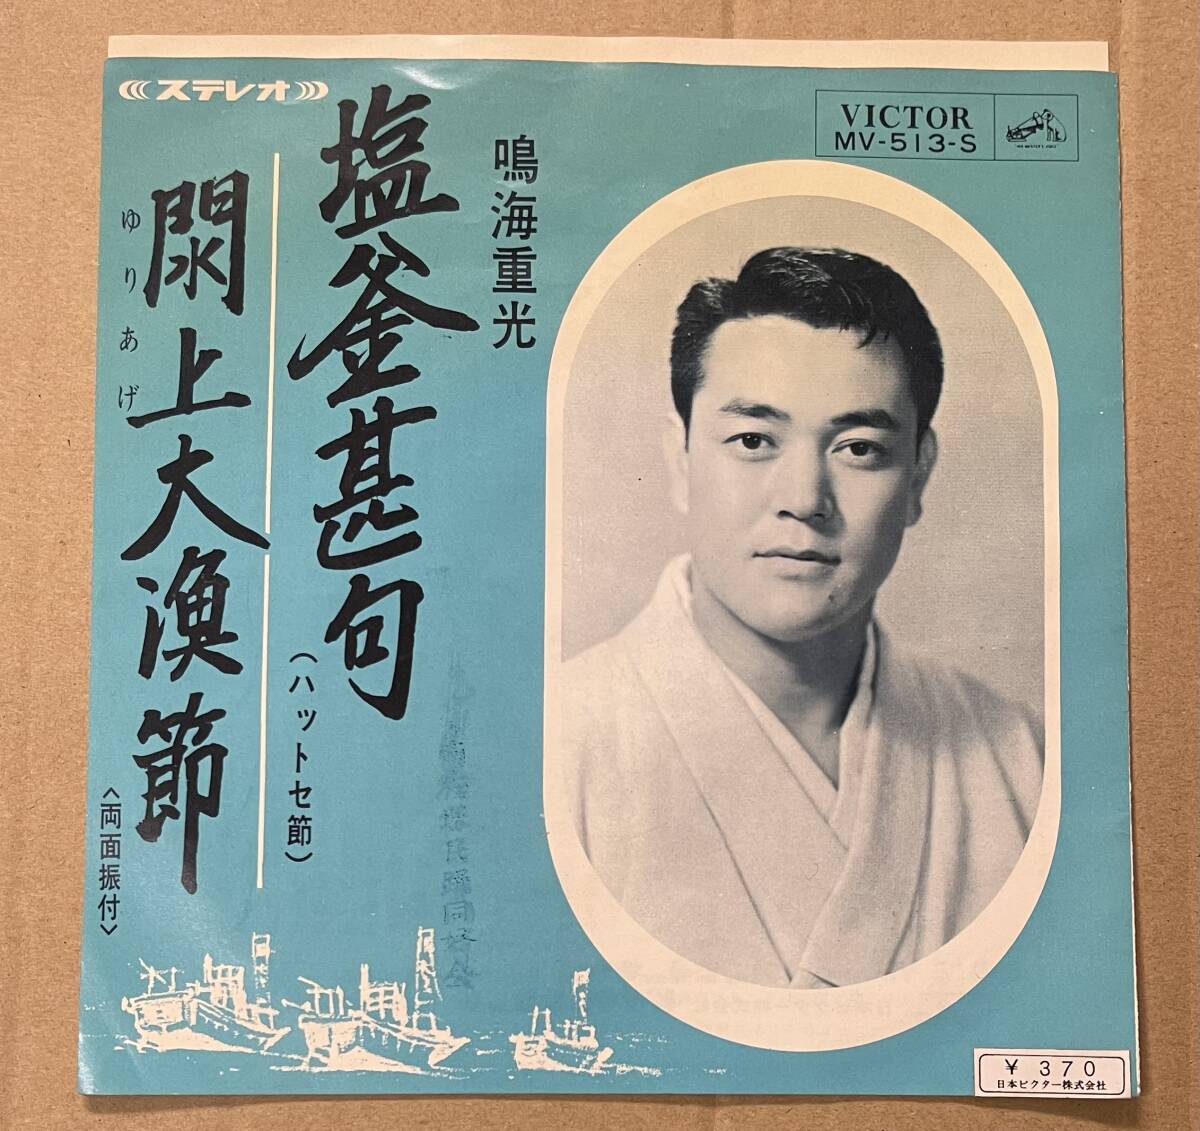 ステレオ
VICTOR
MV-513-S
鳴海重光
塩釜甚句
(ハットセ節)
閖上大漁節
ゆりあげ
<両面振付>
¥370
日本ビクター株式会社